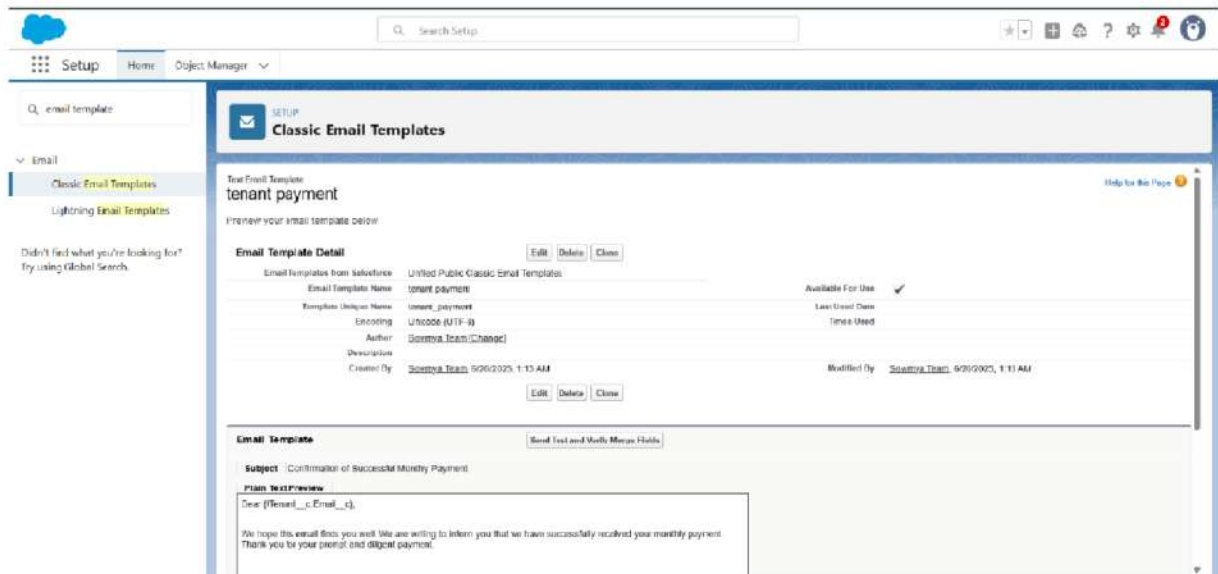 Search Setup
2
Setup
Home
Object Manager
email template
Email
Classic Email Templates
Lightning Email Templates
Didn't find what you're looking for?
Try using Global Search.
SETUP
Classic Email Templates
Text Email Template
tenant payment
Preview your email template below.
Help for this Page
Email Template Detail
Edit Delete Clone
Email Templates from Salesforce Unified Public Classic Email Templates
Email Template Name tenant payment Available For Use
Template Unique Name tenant_payment Last Used Date
Encoding Unicode (UTF-8) Times Used
Author Sowmya Team [Change]
Description
Created By Sowmya Team, 6/20/2025, 1:13 AM Modified By Sowmya Team, 6/20/2025, 1:13 AM
Edit Delete Clone
Email Template Send Test and Verify Merge Fields
Subject Confirmation of Successful Monthly Payment
Plain Text Preview
Dear {!Tenant__c.Email__c},
We hope this email finds you well. We are writing to inform you that we have successfully received your monthly payment.
Thank you for your prompt and diligent payment.